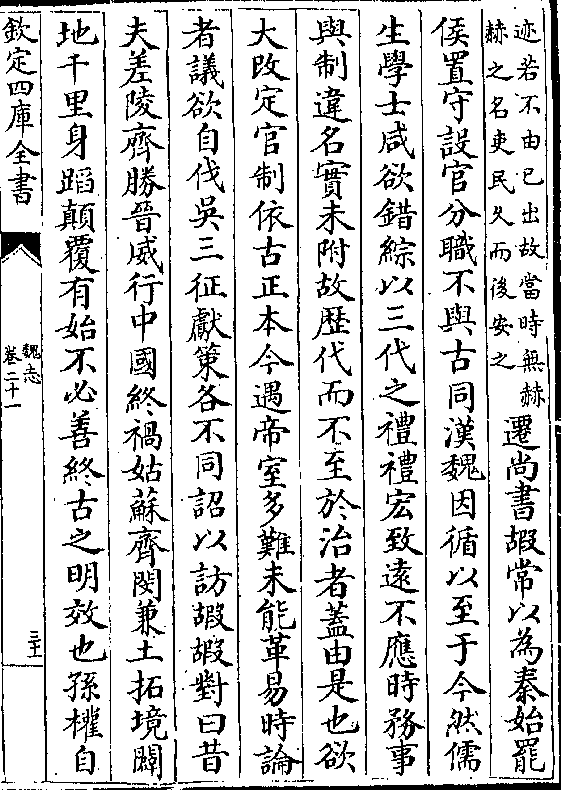 迹若不由已出故當時無赫
赫之名吏民久而後安之
遷尚書嘏常以為秦始罷
侯置守設官分職不與古同漢魏因循以至于今然儒
生學士咸欲錯綜以三代之禮禮宏致遠不應時務事
與制違名實未附故歴代而不至於治者蓋由是也欲
大改定官制依古正本今遇帝室多難未能革易時論
者議欲自伐吳三征獻策各不同詔以訪嘏嘏對曰昔
夫差陵齊勝晉威行中國終禍姑蘇齊閔兼土拓境闢
地千里身蹈顛覆有始不必善終古之明效也孫權自
欽定四庫全書
魏志
卷二十一
三十